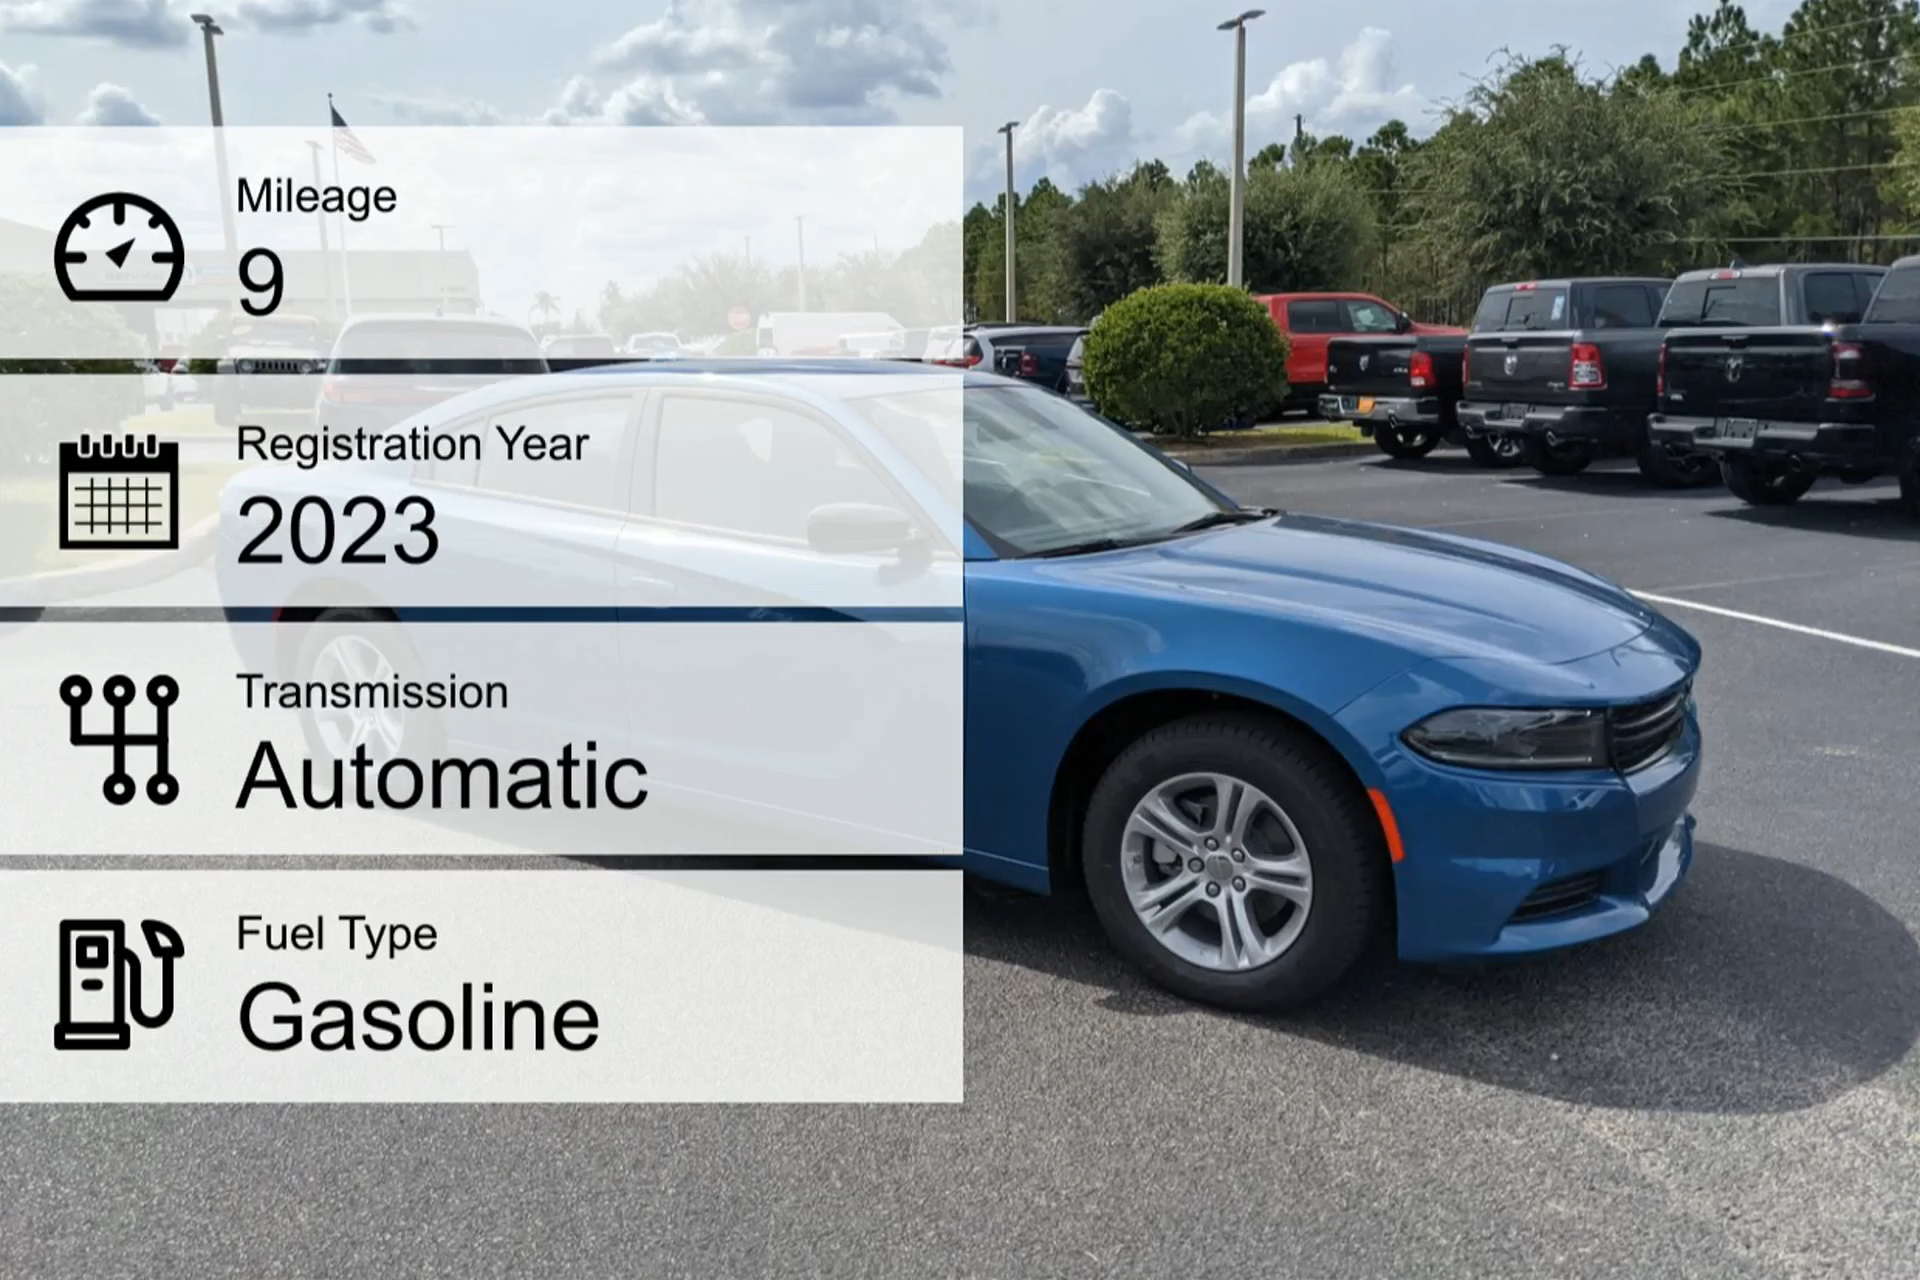 Mileage
9
Registration Year
2023
Transmission
Automatic
Fuel Type
Gasoline